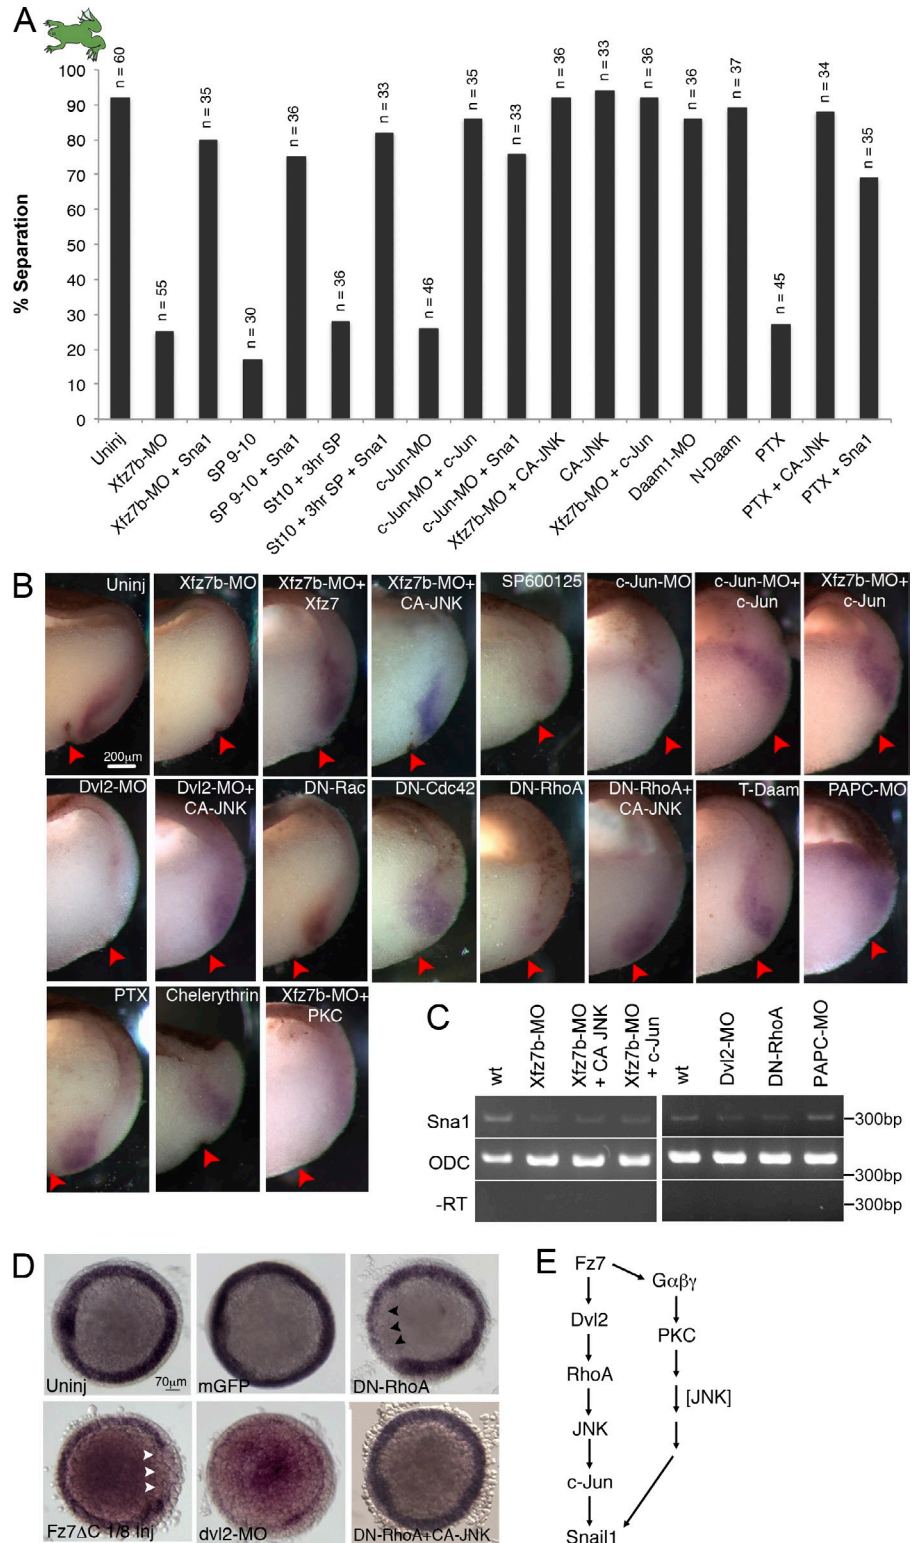 A
n = 60
n = 55
n = 35
n = 30
n = 36
n = 36
n = 33
n = 46
n = 35
n = 33
n = 36
n = 33
n = 36
n = 36
n = 37
n = 45
n = 34
n = 35
% Separation
100
90
80
70
60
50
40
30
20
10
0
Uninj
Xfz7b-MO
Xfz7b-MO + Sna1
SP 9-10
SP 9-10 + Sna1
St10 + 3hr SP
St10 + 3hr SP + Sna1
c-Jun-MO
c-Jun-MO + c-Jun
c-Jun-MO + Sna1
Xfz7b-MO + CA-JNK
CA-JNK
Xfz7b-MO + c-Jun
Daam1-MO
N-Daam
PTX
PTX + CA-JNK
PTX + Sna1
B
Uninj
200µm
Xfz7b-MO
Xfz7b-MO+
Xfz7
Xfz7b-MO+
CA-JNK
SP600125
c-Jun-MO
c-Jun-MO+
c-Jun
Xfz7b-MO+
c-Jun
Dvl2-MO
Dvl2-MO+
CA-JNK
DN-Rac
DN-Cdc42
DN-RhoA
DN-RhoA+
CA-JNK
T-Daam
PAPC-MO
PTX
Chelerythrin
Xfz7b-MO+
PKC
C
wt
Xfz7b-MO
Xfz7b-MO
+ CA JNK
Xfz7b-MO
+ c-Jun
wt
Dvl2-MO
DN-RhoA
PAPC-MO
Sna1
300bp
ODC
300bp
-RT
300bp
D
Uninj
70µm
mGFP
DN-RhoA
Fz7ΔC 1/8 Inj
dvl2-MO
DN-RhoA+CA-JNK
E
Fz7
Gαβγ
Dvl2
PKC
RhoA
[JNK]
JNK
c-Jun
Snail1